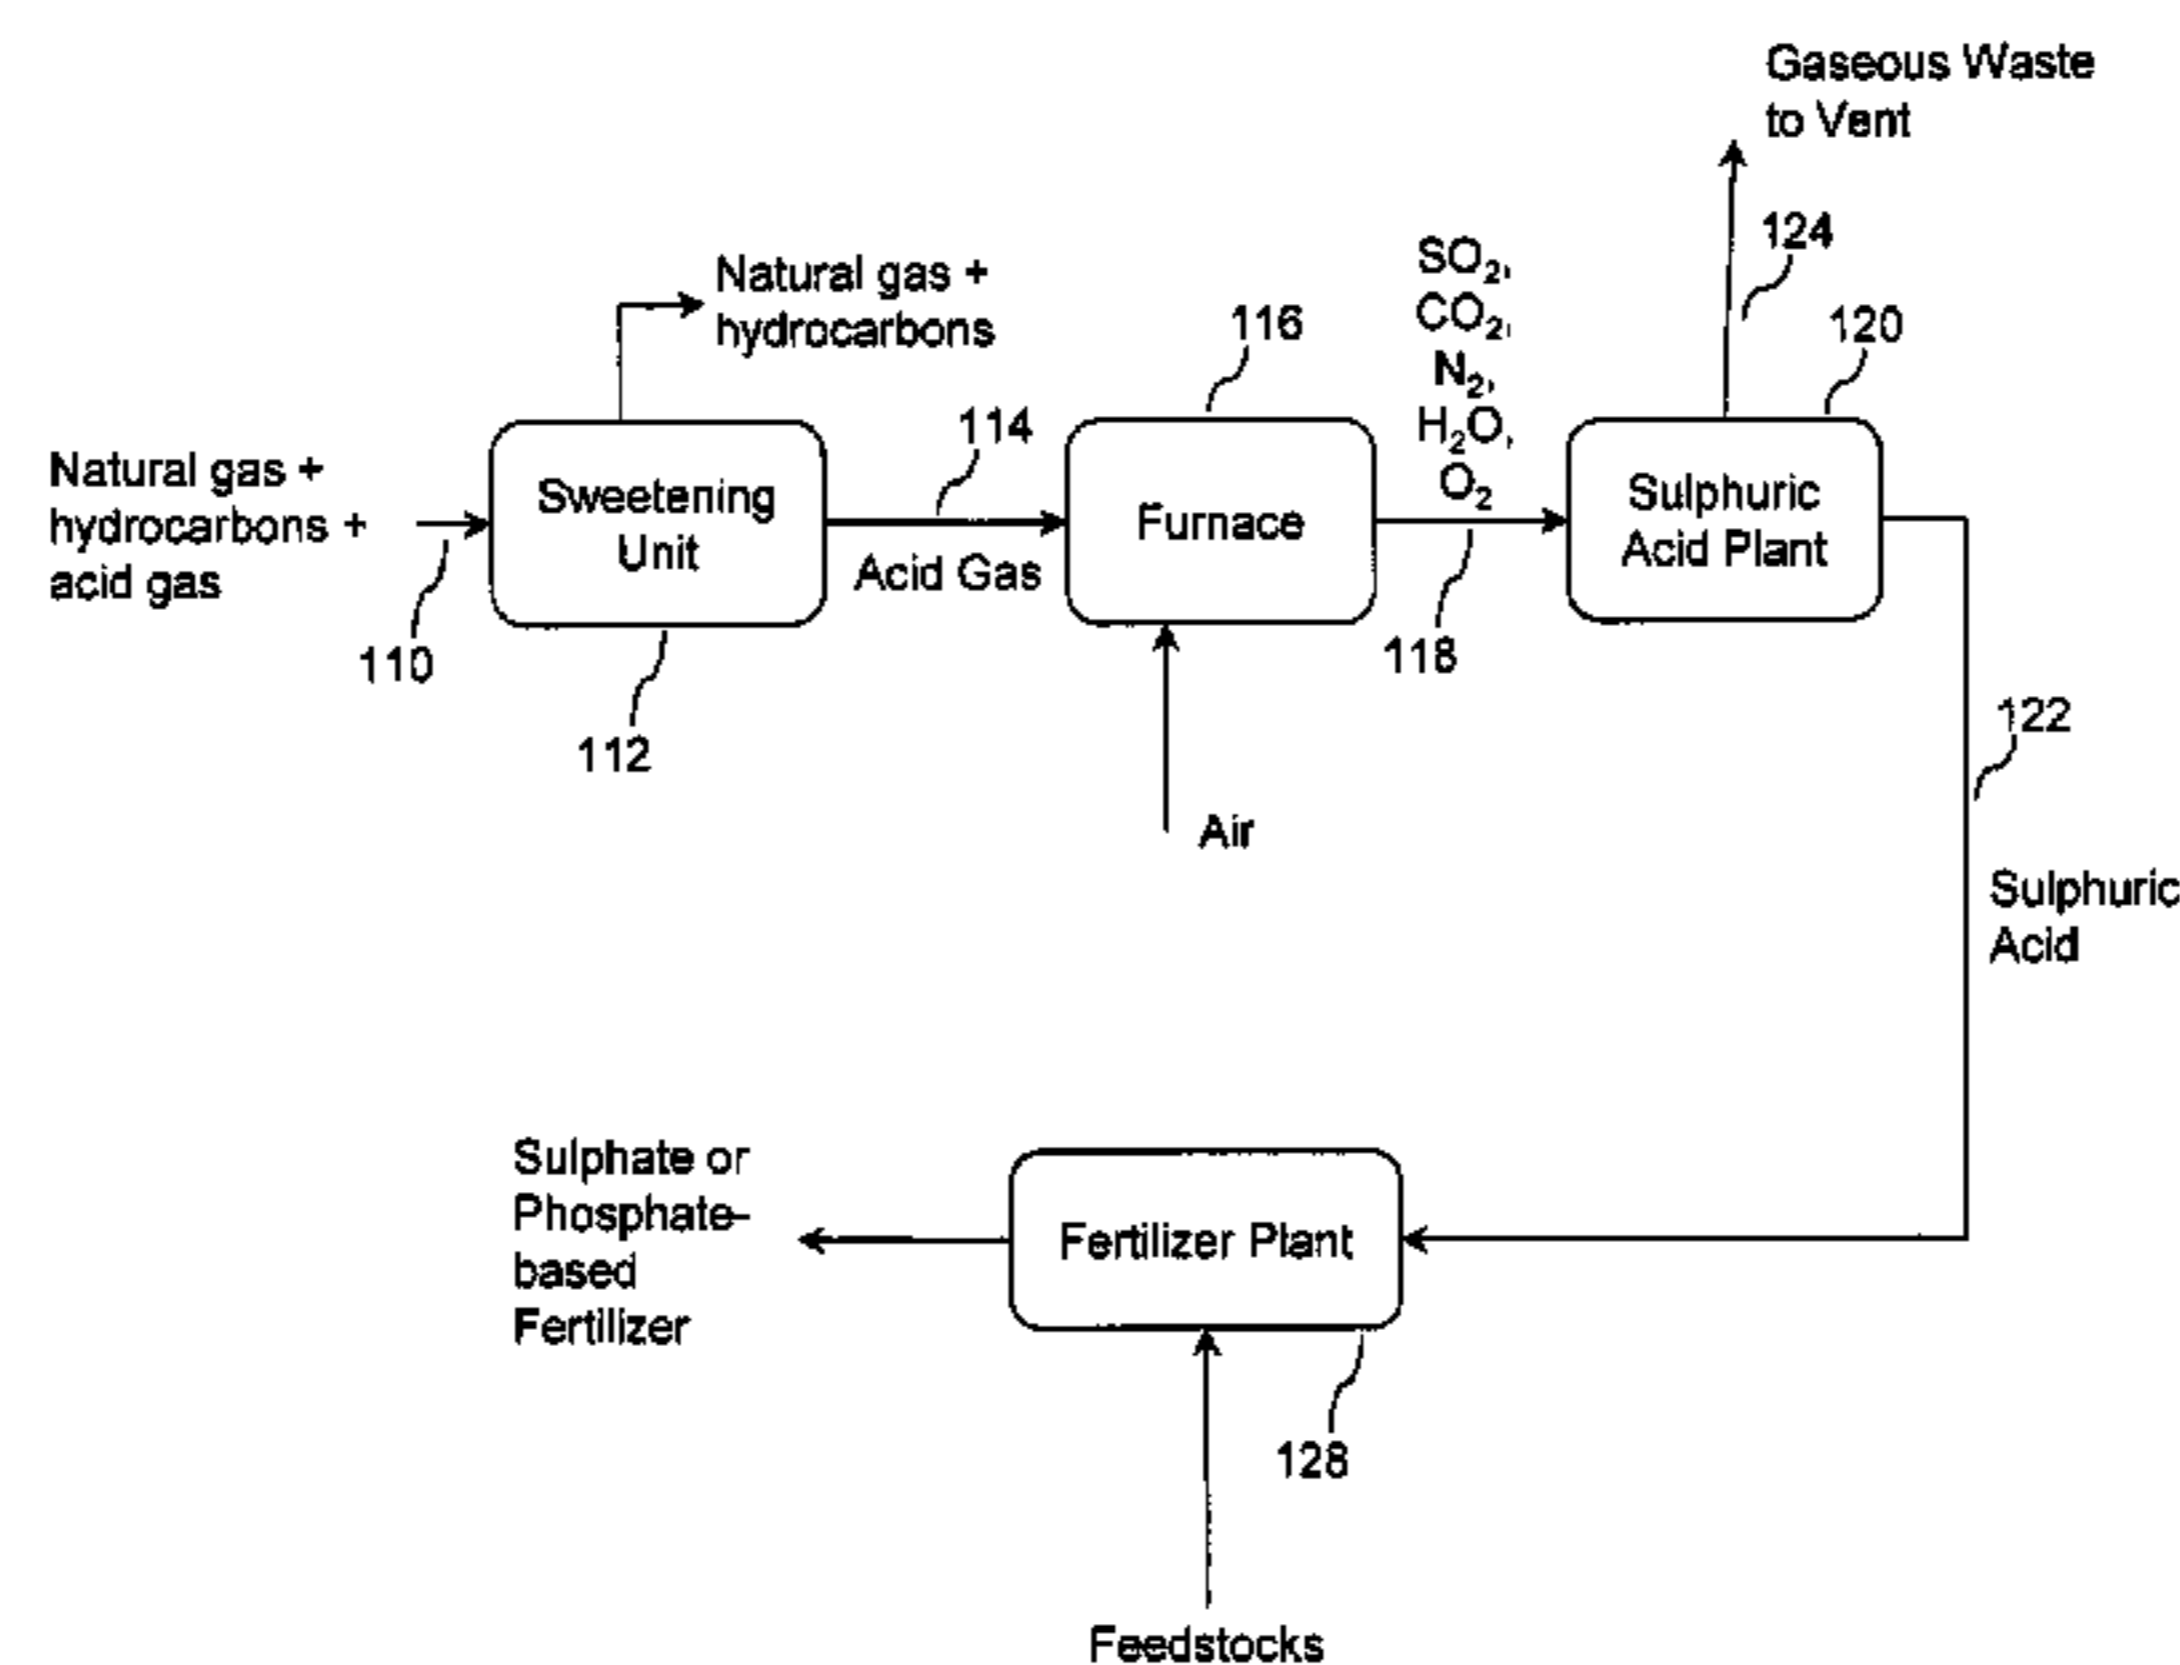 Gaseous Waste
to Vent
124
120
Natural gas +
hydrocarbons
116
SO₂,
CO₂,
N₂,
H₂O,
O₂
114
Natural gas +
hydrocarbons +
acid gas
110
Sweetening
Unit
112
Acid Gas
Furnace
118
Sulphuric
Acid Plant
Air
122
Sulphuric
Acid
Sulphate or
Phosphate-
based
Fertilizer
Fertilizer Plant
128
Feedstocks